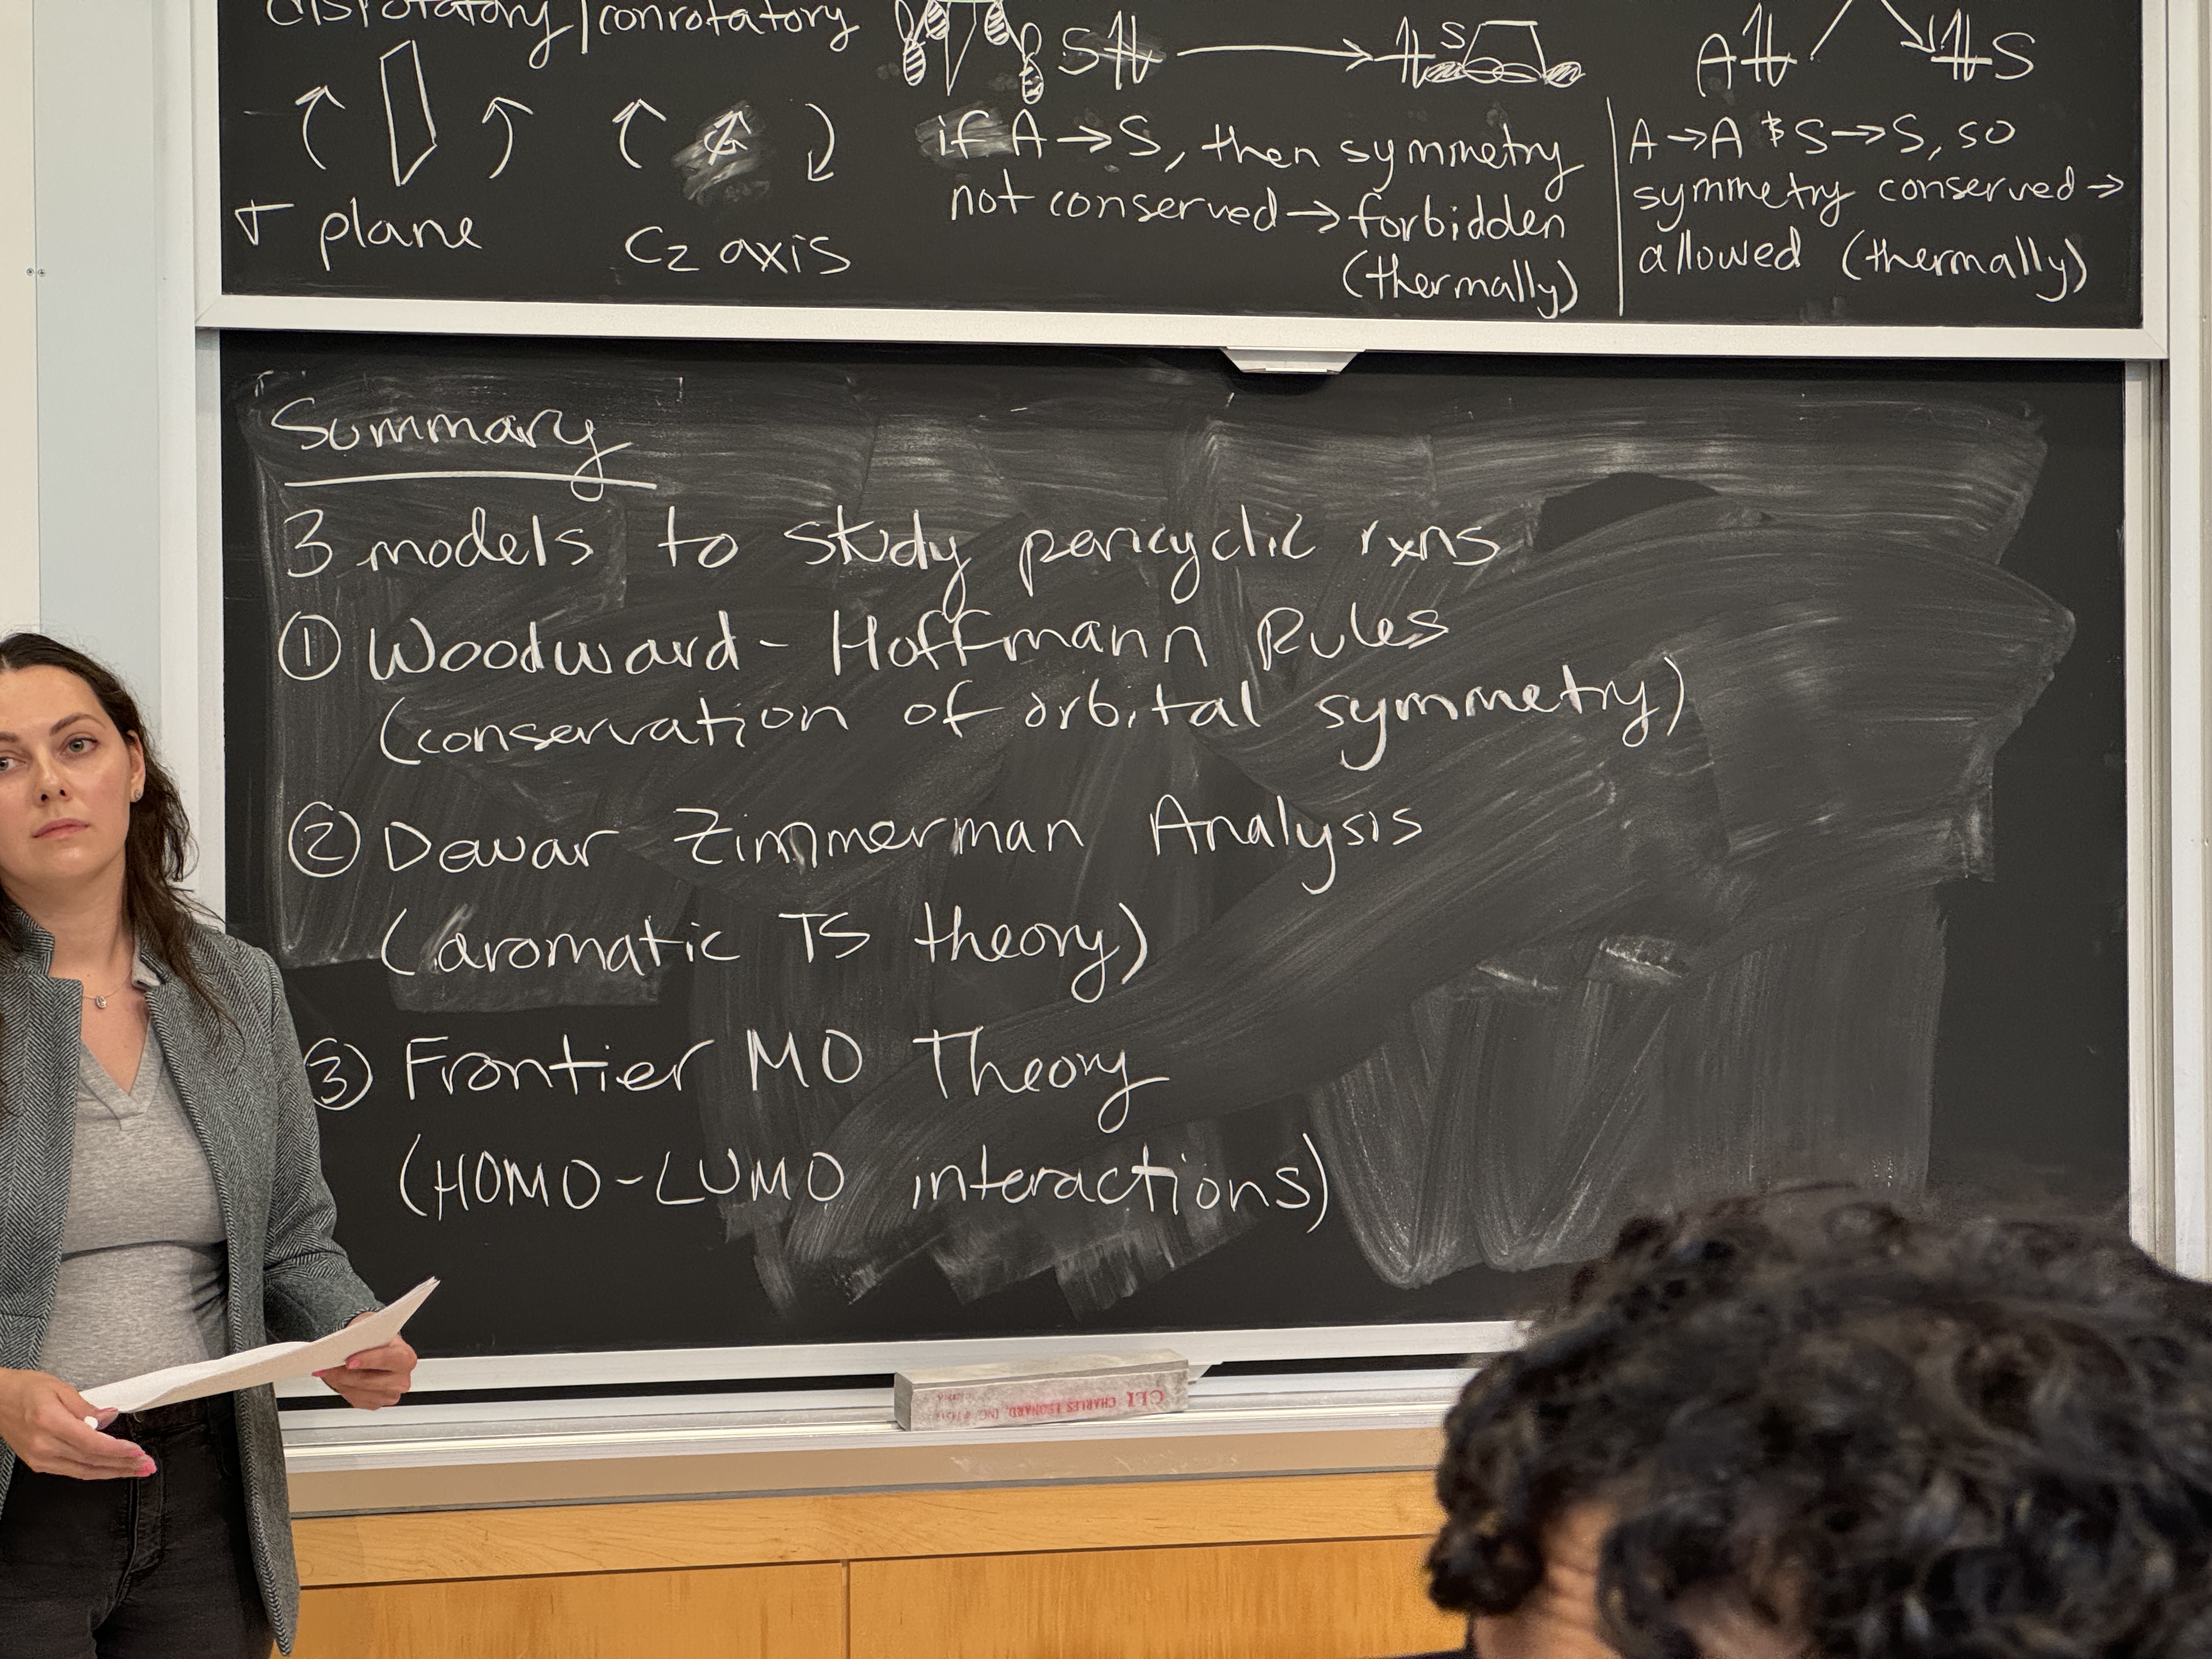 disrotatory/conrotatory
S
S
A
S
σ plane
C2 axis
if A → S, then symmetry
not conserved → forbidden
(thermally)
A → A & S → S, so
symmetry conserved →
allowed (thermally)
Summary
3 models to study pericyclic rxns
① Woodward - Hoffmann Rules
(conservation of orbital symmetry)
② Dewar Zimmerman Analysis
(aromatic TS theory)
③ Frontier MO Theory
(HOMO-LUMO interactions)
CLI CHARLES LEONARD, INC.